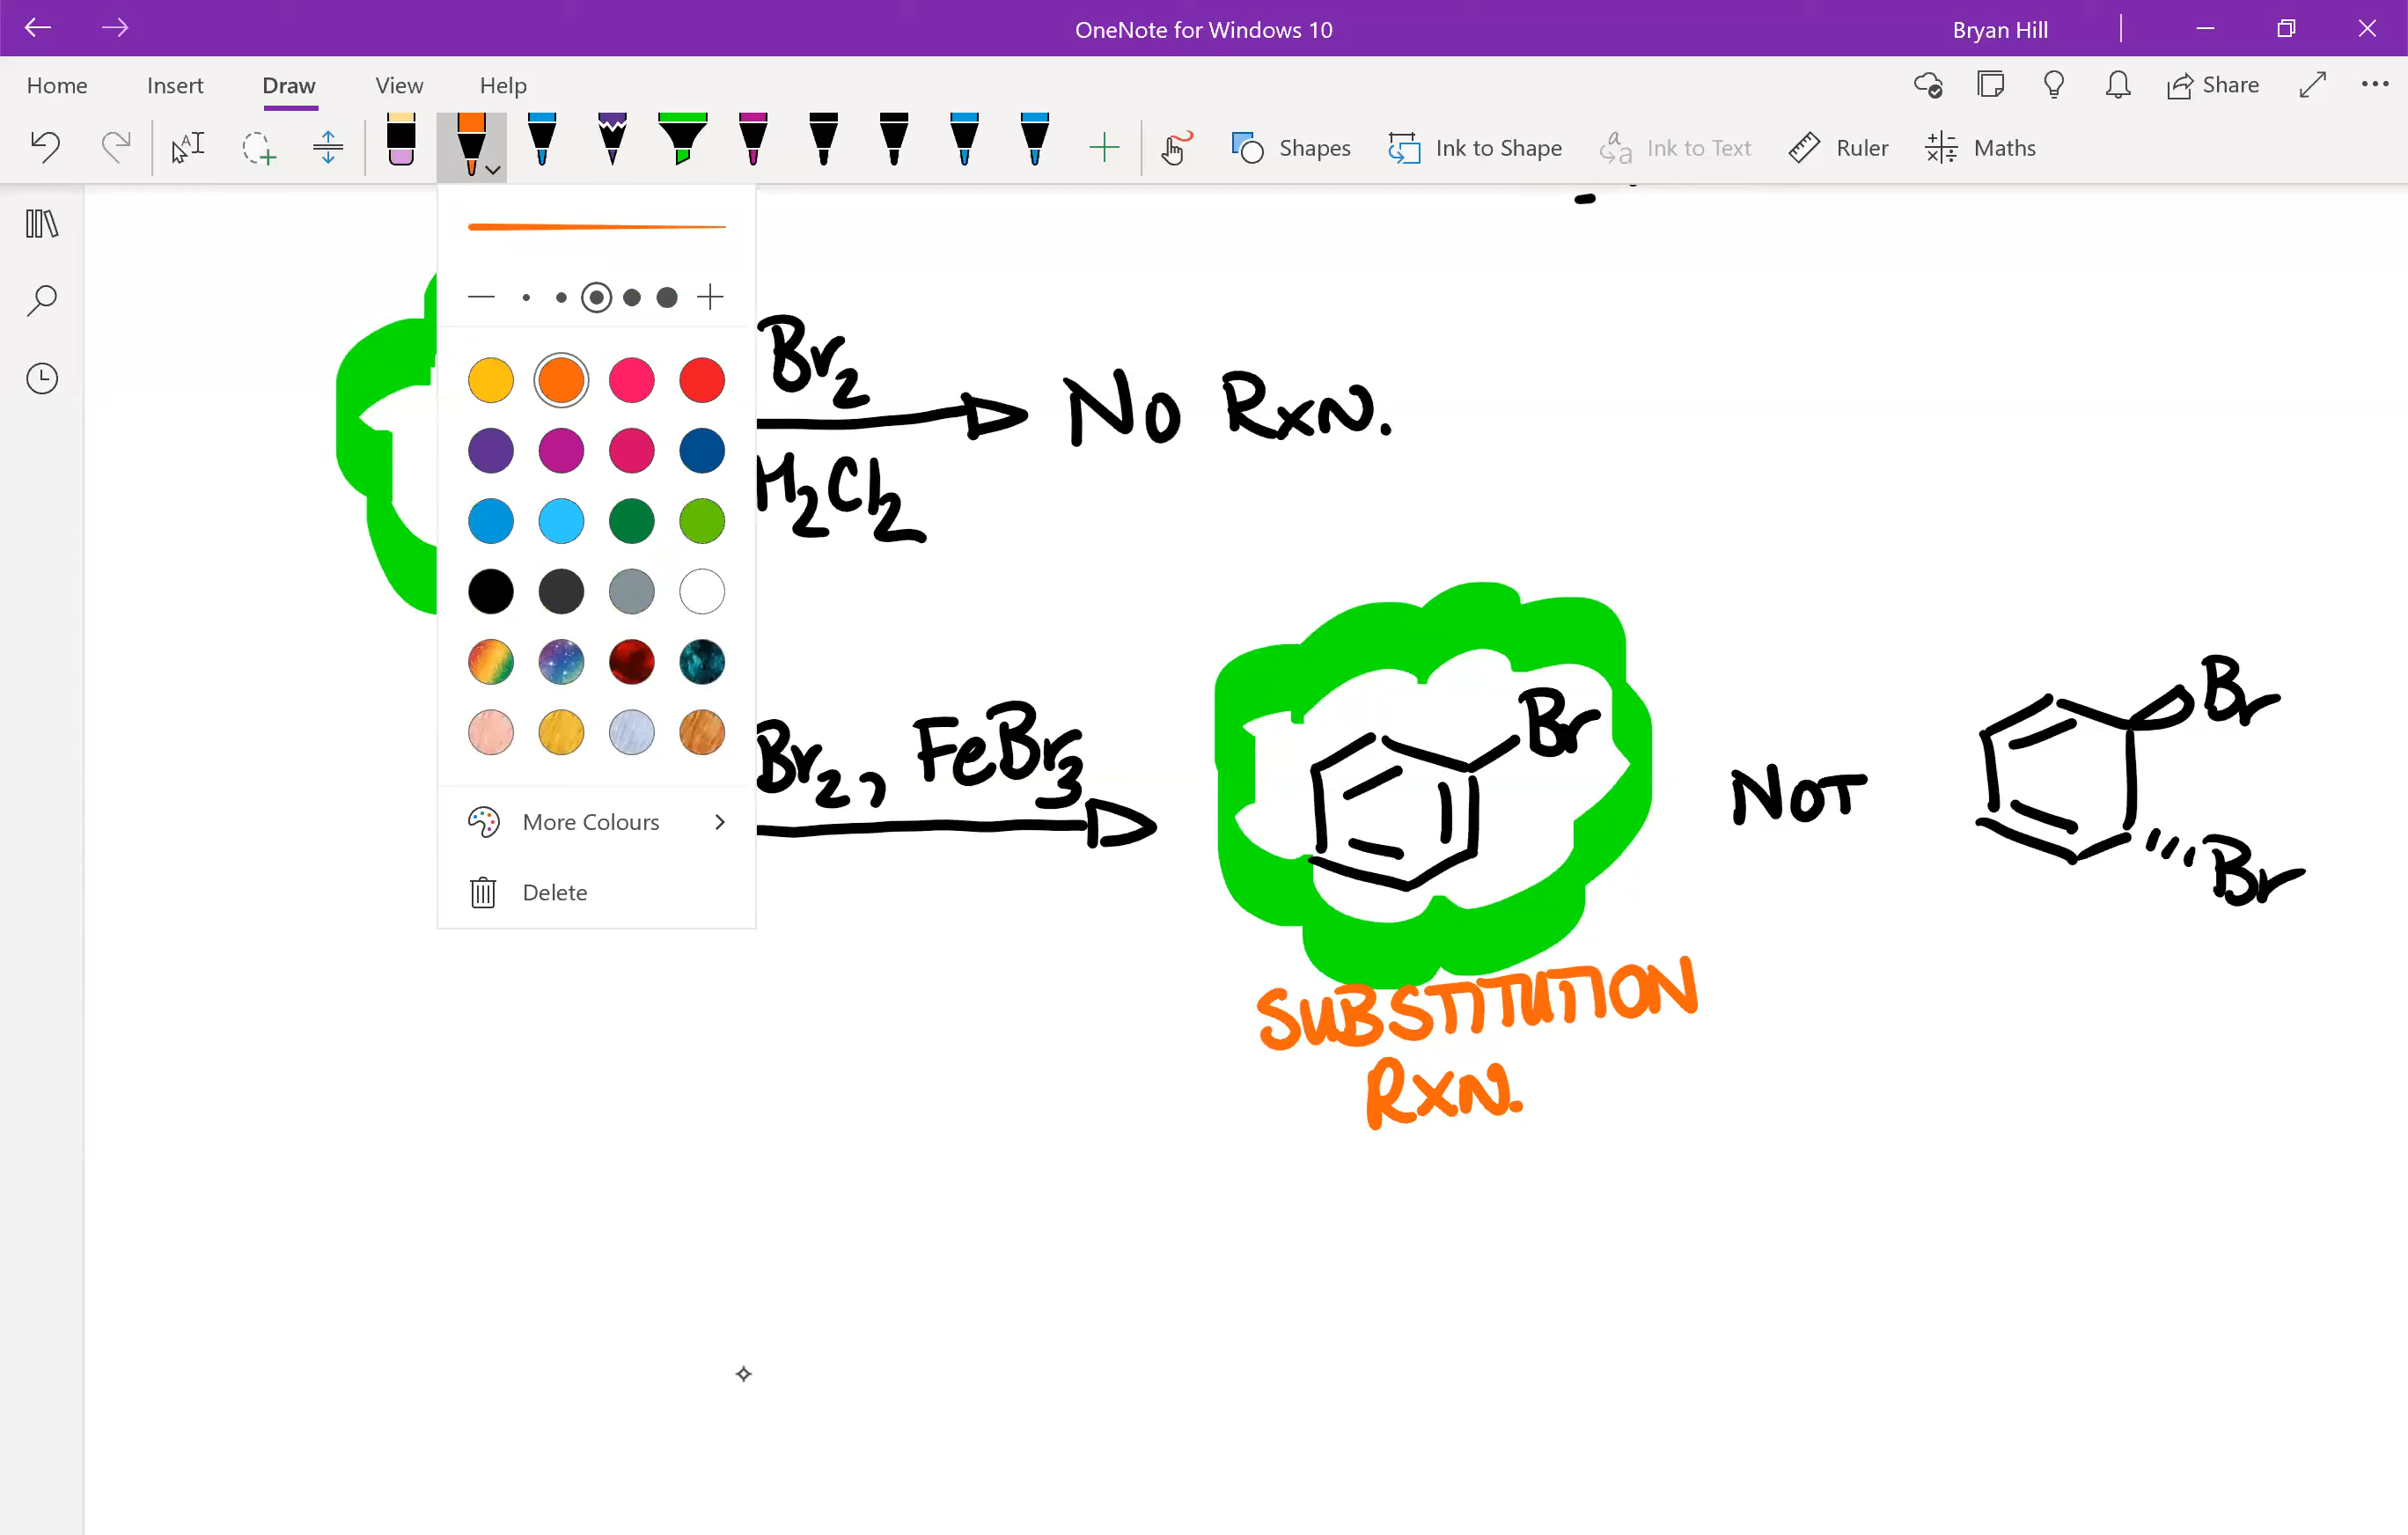 OneNote for Windows 10
Bryan Hill
Home Insert Draw View Help
Share
Shapes Ink to Shape Ink to Text Ruler Maths
Br2
H2Cl2
No Rxn.
Br2, FeBr3
Br
NOT
Br
Br
SUBSTITUTION
RXN.
More Colours
Delete